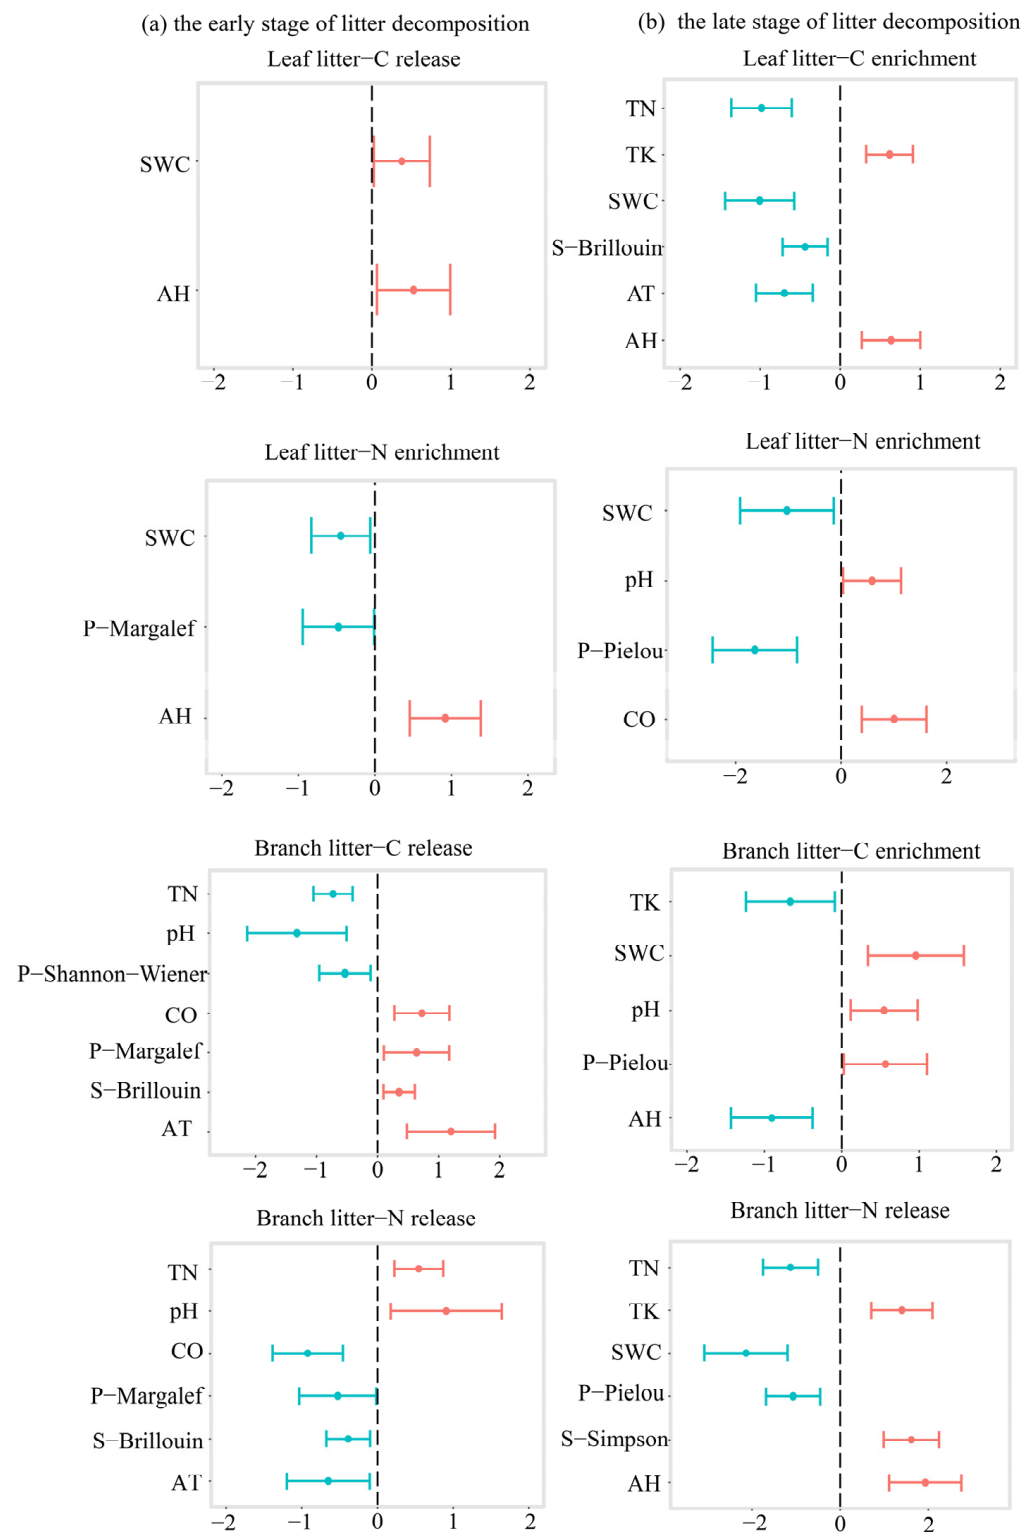 (a) the early stage of litter decomposition
Leaf litter−C release
SWC
AH
−2 −1 0 1 2
Leaf litter−N enrichment
SWC
P−Margalef
AH
−2 −1 0 1 2
Branch litter−C release
TN
pH
P−Shannon−Wiener
CO
P−Margalef
S−Brillouin
AT
−2 −1 0 1 2
Branch litter−N release
TN
pH
CO
P−Margalef
S−Brillouin
AT
−2 −1 0 1 2
(b) the late stage of litter decomposition
Leaf litter−C enrichment
TN
TK
SWC
S−Brillouin
AT
AH
−2 −1 0 1 2
Leaf litter−N enrichment
SWC
pH
P−Pielou
CO
−2 0 2
Branch litter−C enrichment
TK
SWC
pH
P−Pielou
AH
−2 −1 0 1 2
Branch litter−N release
TN
TK
SWC
P−Pielou
S−Simpson
AH
−2 0 2